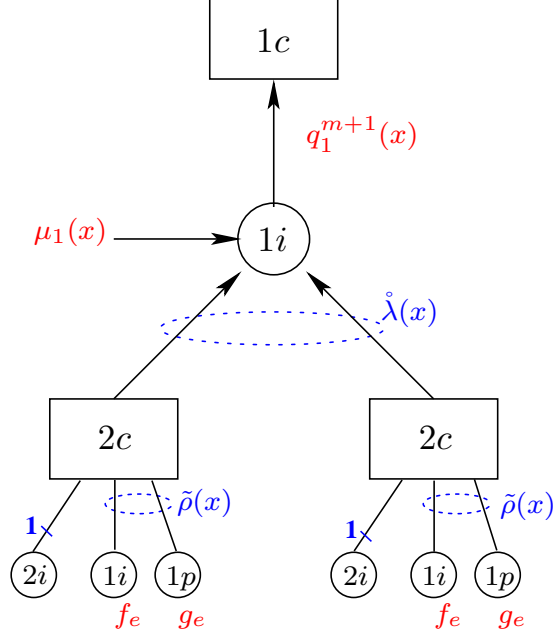 1c
q_1^{m+1}(x)
μ_1(x)
1i
λ̊(x)
2c
2c
ρ̃(x)
ρ̃(x)
1
1
2i
1i
1p
2i
1i
1p
f_e
g_e
f_e
g_e